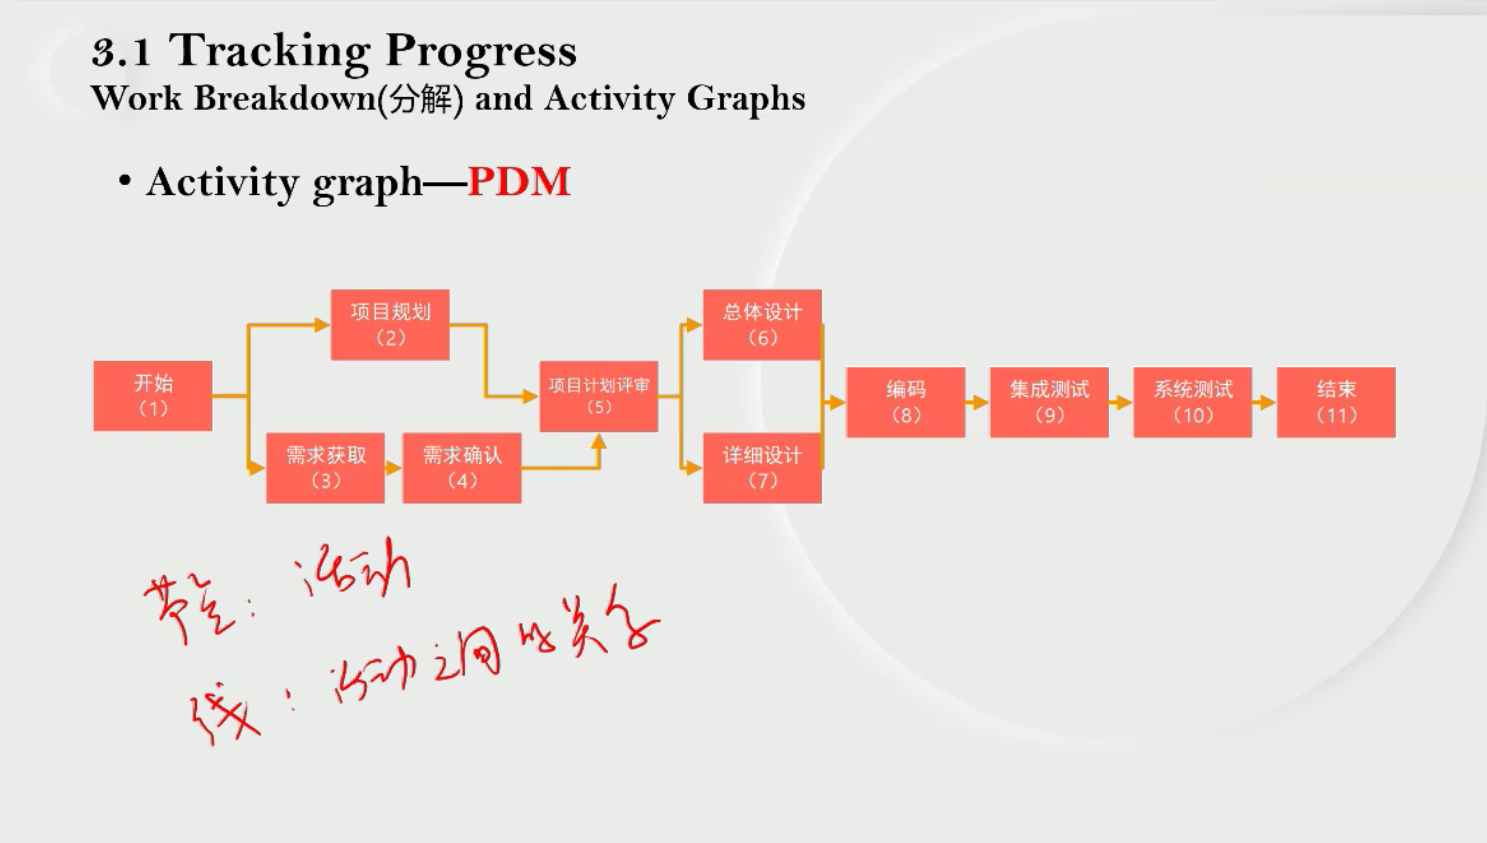 3.1 Tracking Progress
Work Breakdown(分解) and Activity Graphs
• Activity graph—PDM
开始
（1）
项目规划
（2）
需求获取
（3）
需求确认
（4）
项目计划评审
（5）
总体设计
（6）
详细设计
（7）
编码
（8）
集成测试
（9）
系统测试
（10）
结束
（11）
：活动
线：活动之间的关系